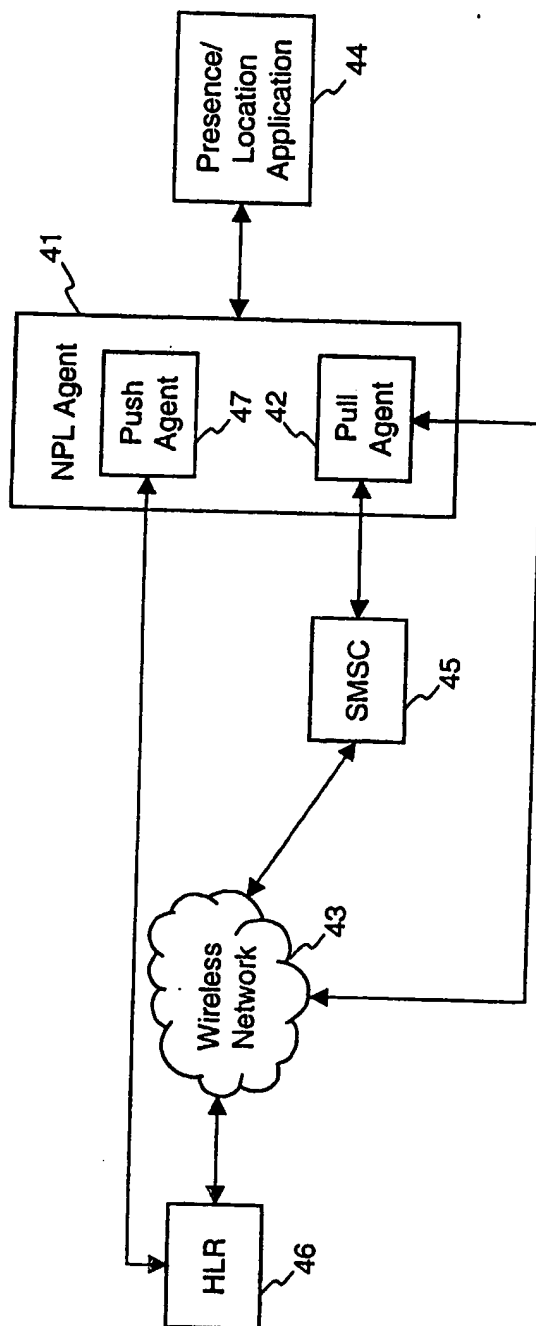 41
NPL Agent
Push
Agent
47
42
Pull
Agent
Presence/
Location
Application
44
SMSC
45
Wireless
Network
43
HLR
46